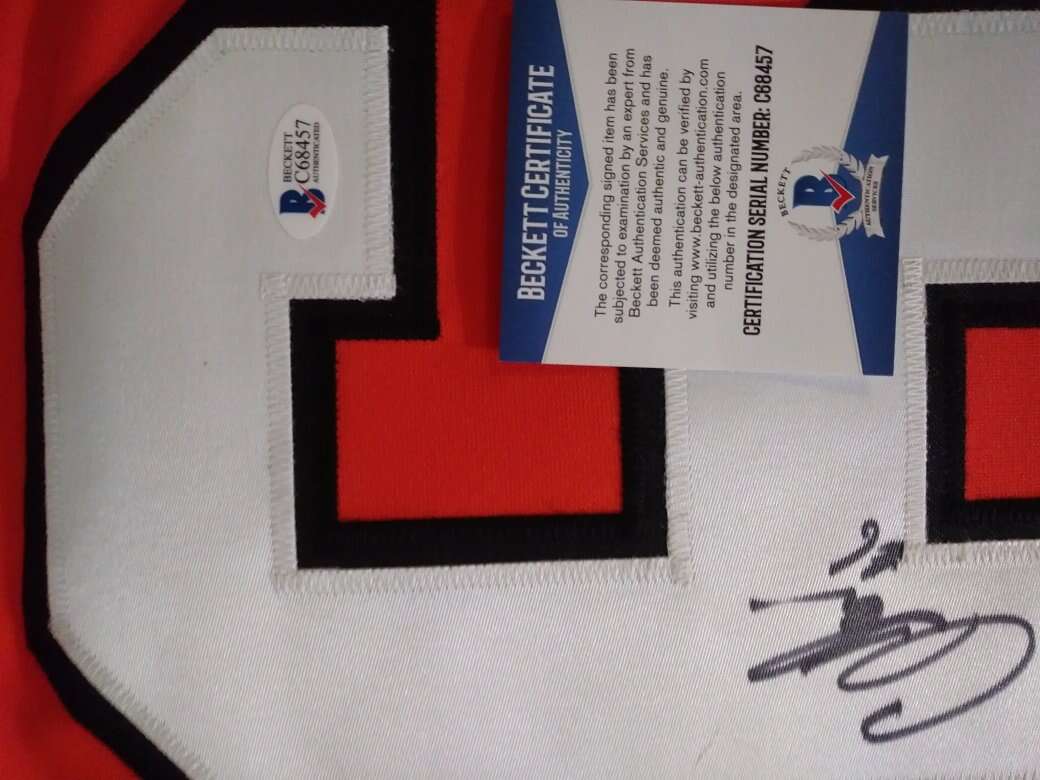 BECKETT
C68457
AUTHENTICATED
BECKETT CERTIFICATE
OF AUTHENTICITY
The corresponding signed item has been
subjected to examination by an expert from
Beckett Authentication Services and has
been deemed authentic and genuine.
This authentication can be verified by
visiting www.beckett-authentication.com
and utilizing the below authentication
number in the designated area.
CERTIFICATION SERIAL NUMBER: C68457
BECKETT
B
AUTHENTICATION
SERVICES